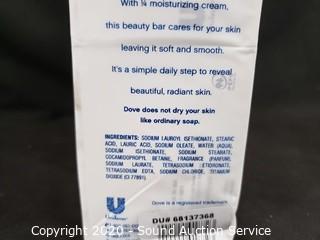 With ¼ moisturizing cream,
this beauty bar cares for your skin
leaving it soft and smooth.
It's a simple daily step to reveal
beautiful, radiant skin.
Dove does not dry your skin
like ordinary soap.
INGREDIENTS: SODIUM LAUROYL ISETHIONATE, STEARIC
ACID, LAURIC ACID, SODIUM OLEATE, WATER (AQUA),
SODIUM ISETHIONATE, SODIUM STEARATE,
COCAMIDOPROPYL BETAINE, FRAGRANCE (PARFUM),
SODIUM LAURATE, TETRASODIUM ETIDRONATE,
TETRASODIUM EDTA, SODIUM CHLORIDE, TITANIUM
DIOXIDE (CI 77891).
Dove is a registered trademark.
Unilever
DU# 68137368
Copyright 2020 - Sound Auction Service